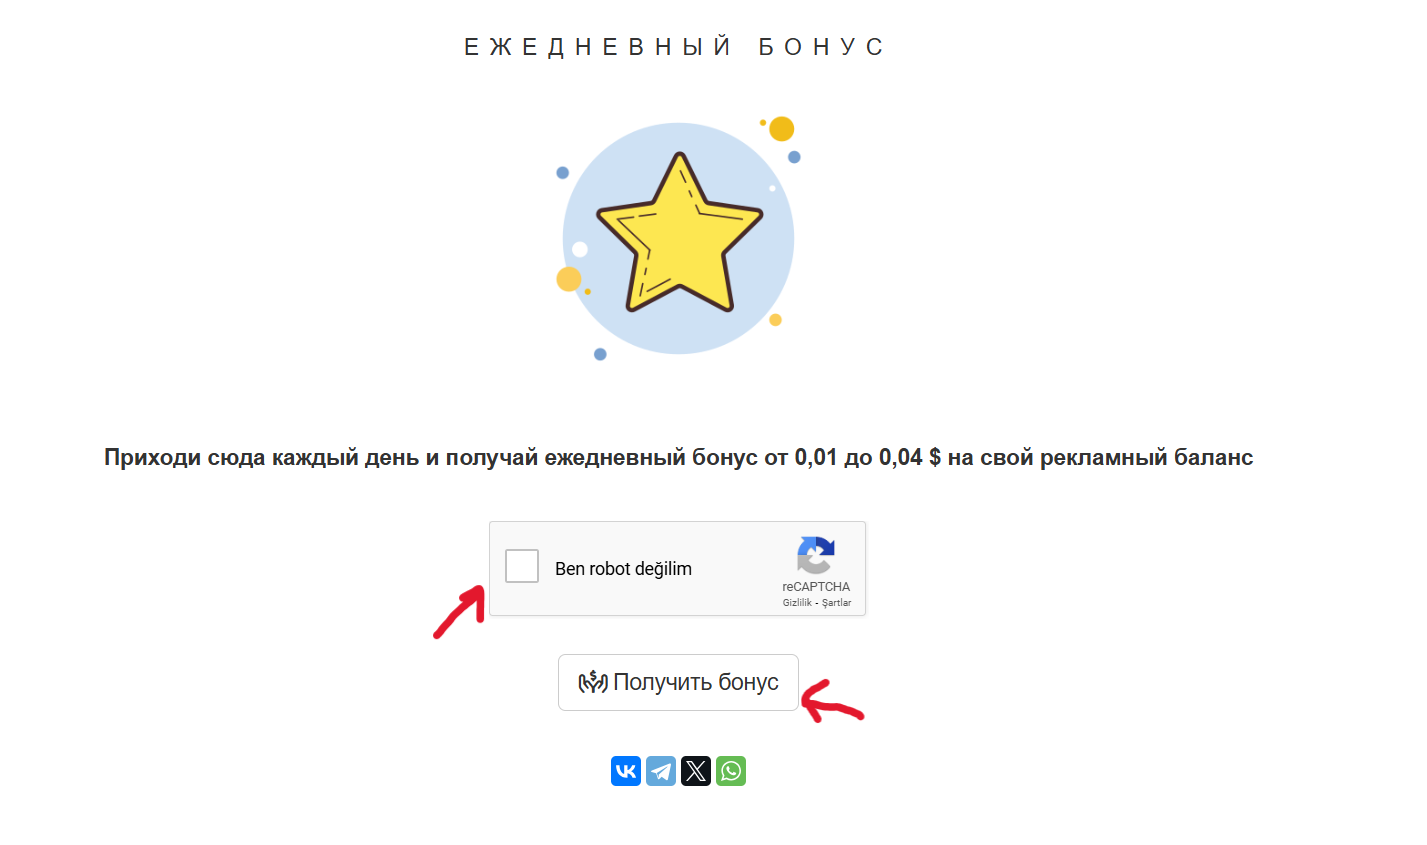 ЕЖЕДНЕВНЫЙ БОНУС
Приходи сюда каждый день и получай ежедневный бонус от 0,01 до 0,04 $ на свой рекламный баланс
Ben robot değilim
reCAPTCHA
Gizlilik - Şartlar
Получить бонус